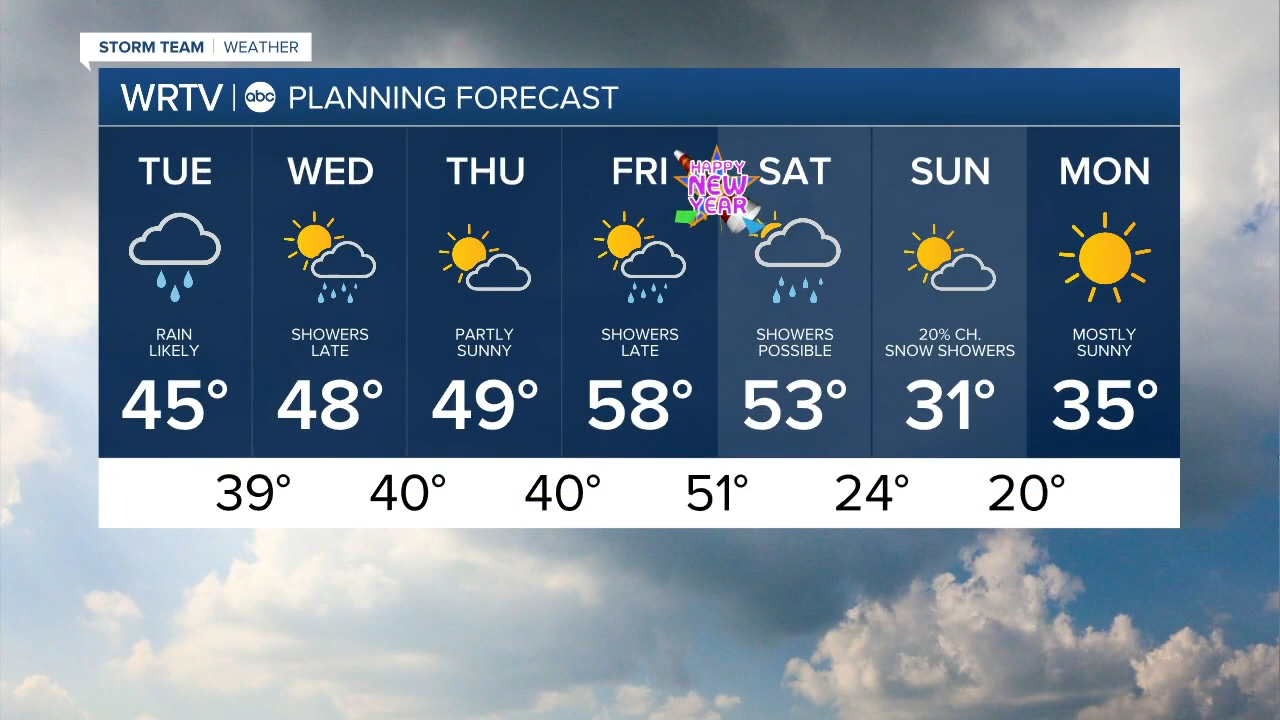 STORM TEAM | WEATHER
WRTV | abc PLANNING FORECAST
TUE
WED
THU
FRI
HAPPY
NEW
YEAR
SAT
SUN
MON
RAIN
LIKELY
SHOWERS
LATE
PARTLY
SUNNY
SHOWERS
LATE
SHOWERS
POSSIBLE
20% CH.
SNOW SHOWERS
MOSTLY
SUNNY
45° 48° 49° 58° 53° 31° 35°
39° 40° 40° 51° 24° 20°